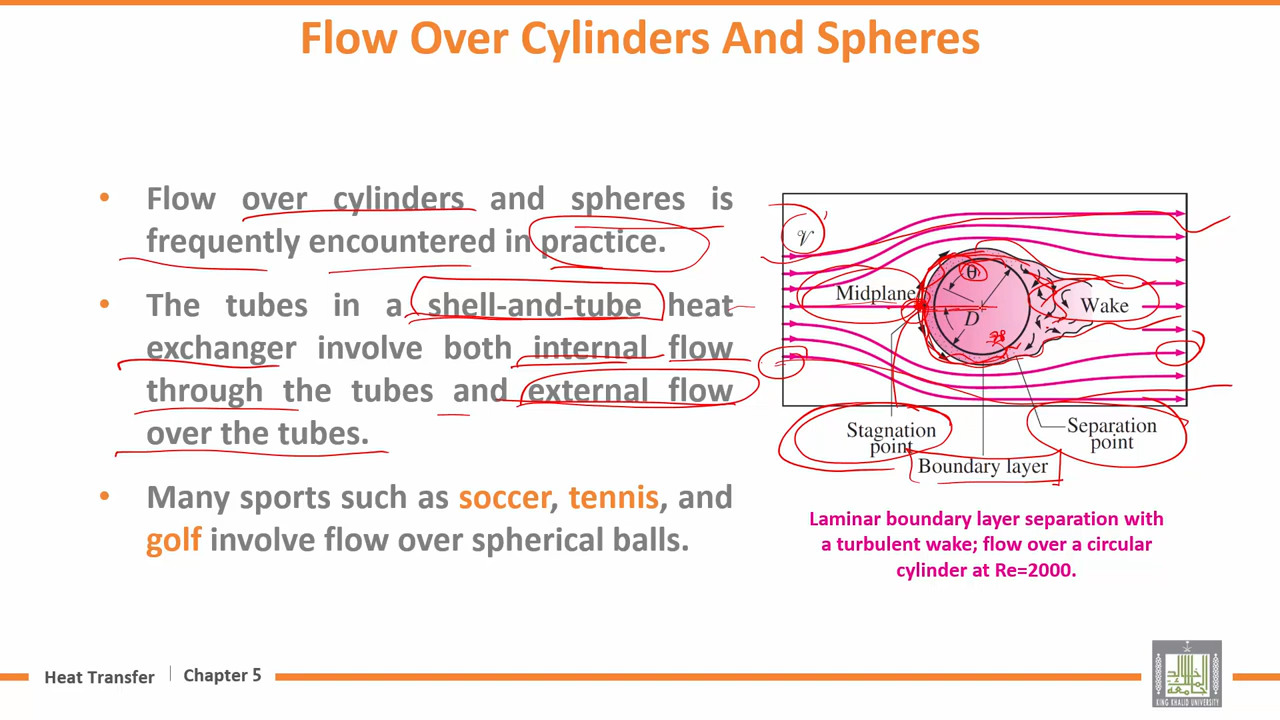 Flow Over Cylinders And Spheres
• Flow over cylinders and spheres is
frequently encountered in practice.
• The tubes in a shell-and-tube heat
exchanger involve both internal flow
through the tubes and external flow
over the tubes.
• Many sports such as soccer, tennis, and
golf involve flow over spherical balls.
𝒱
θ
Midplane
D
Wake
Stagnation
point
Separation
point
Boundary layer
Laminar boundary layer separation with
a turbulent wake; flow over a circular
cylinder at Re=2000.
Heat Transfer
Chapter 5
KING KHALID UNIVERSITY